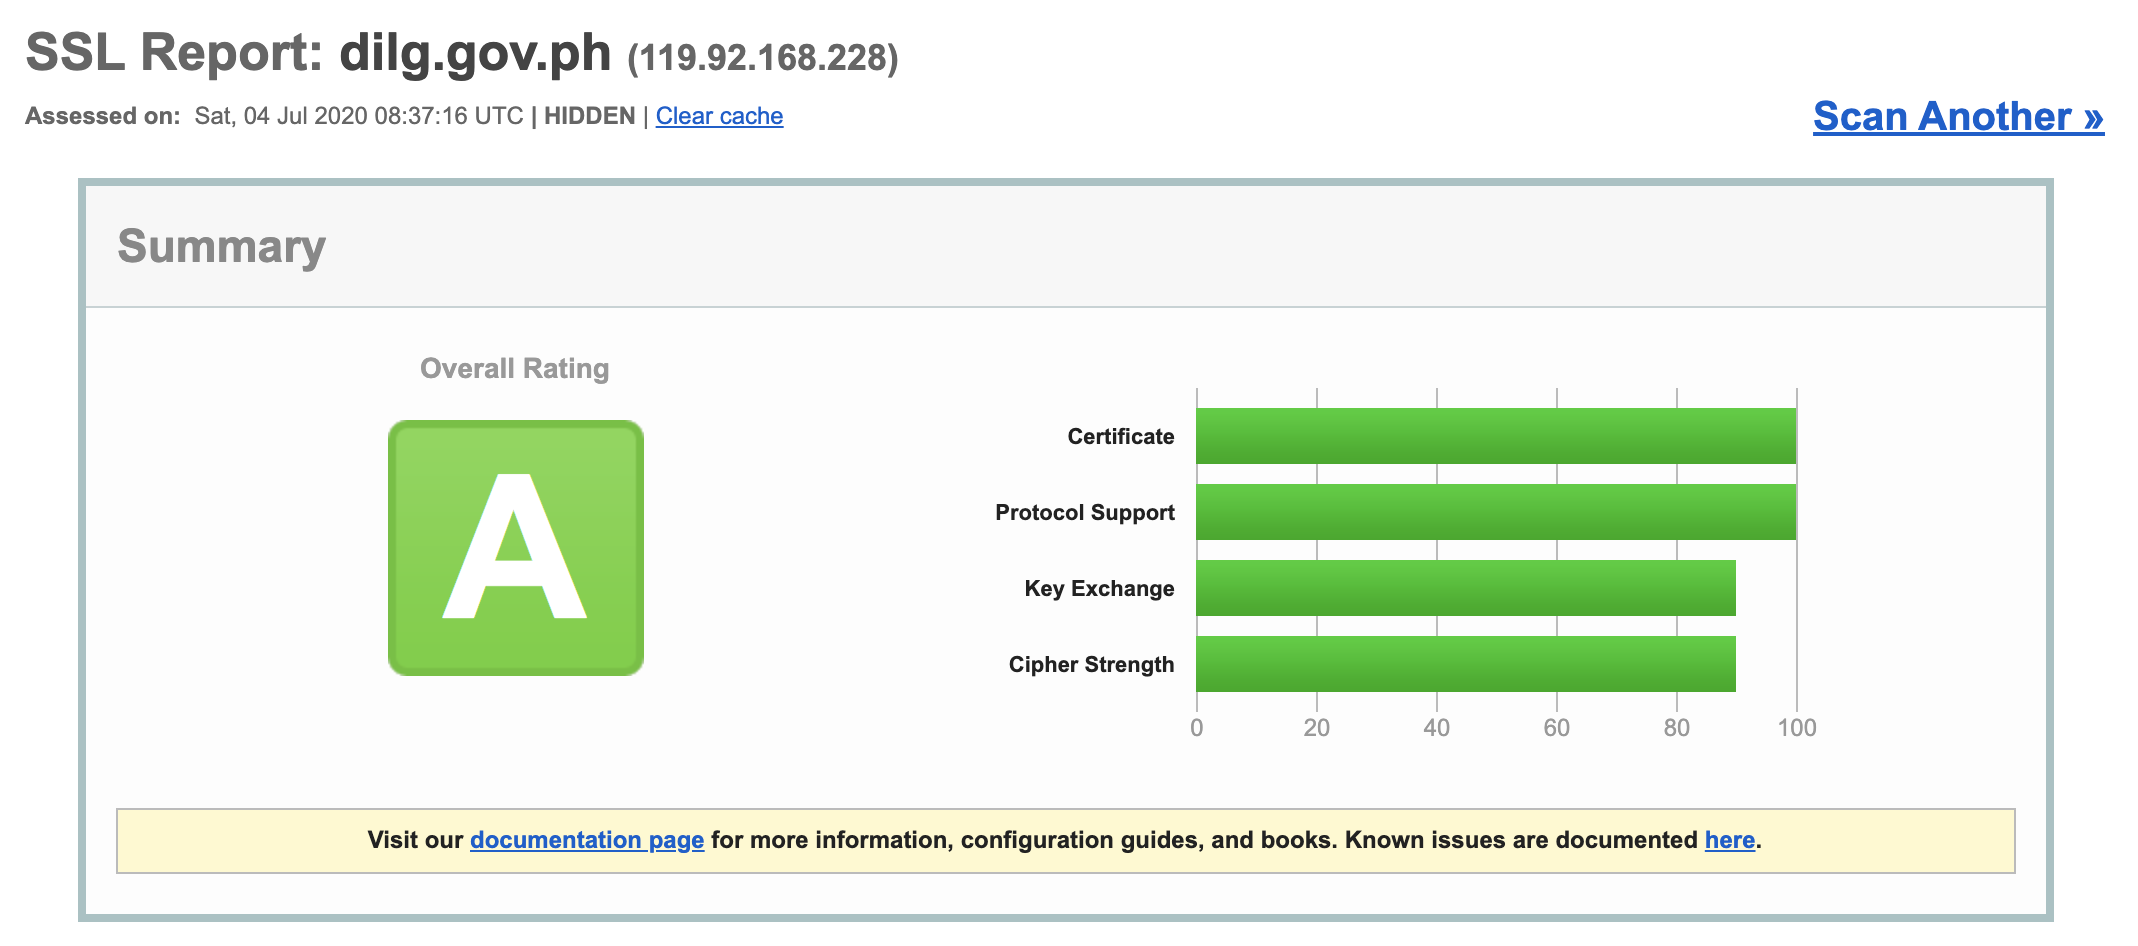 SSL Report: dilg.gov.ph (119.92.168.228)
Assessed on: Sat, 04 Jul 2020 08:37:16 UTC | HIDDEN | Clear cache
Scan Another »
Summary
Overall Rating
A
Certificate
Protocol Support
Key Exchange
Cipher Strength
0 20 40 60 80 100
Visit our documentation page for more information, configuration guides, and books. Known issues are documented here.